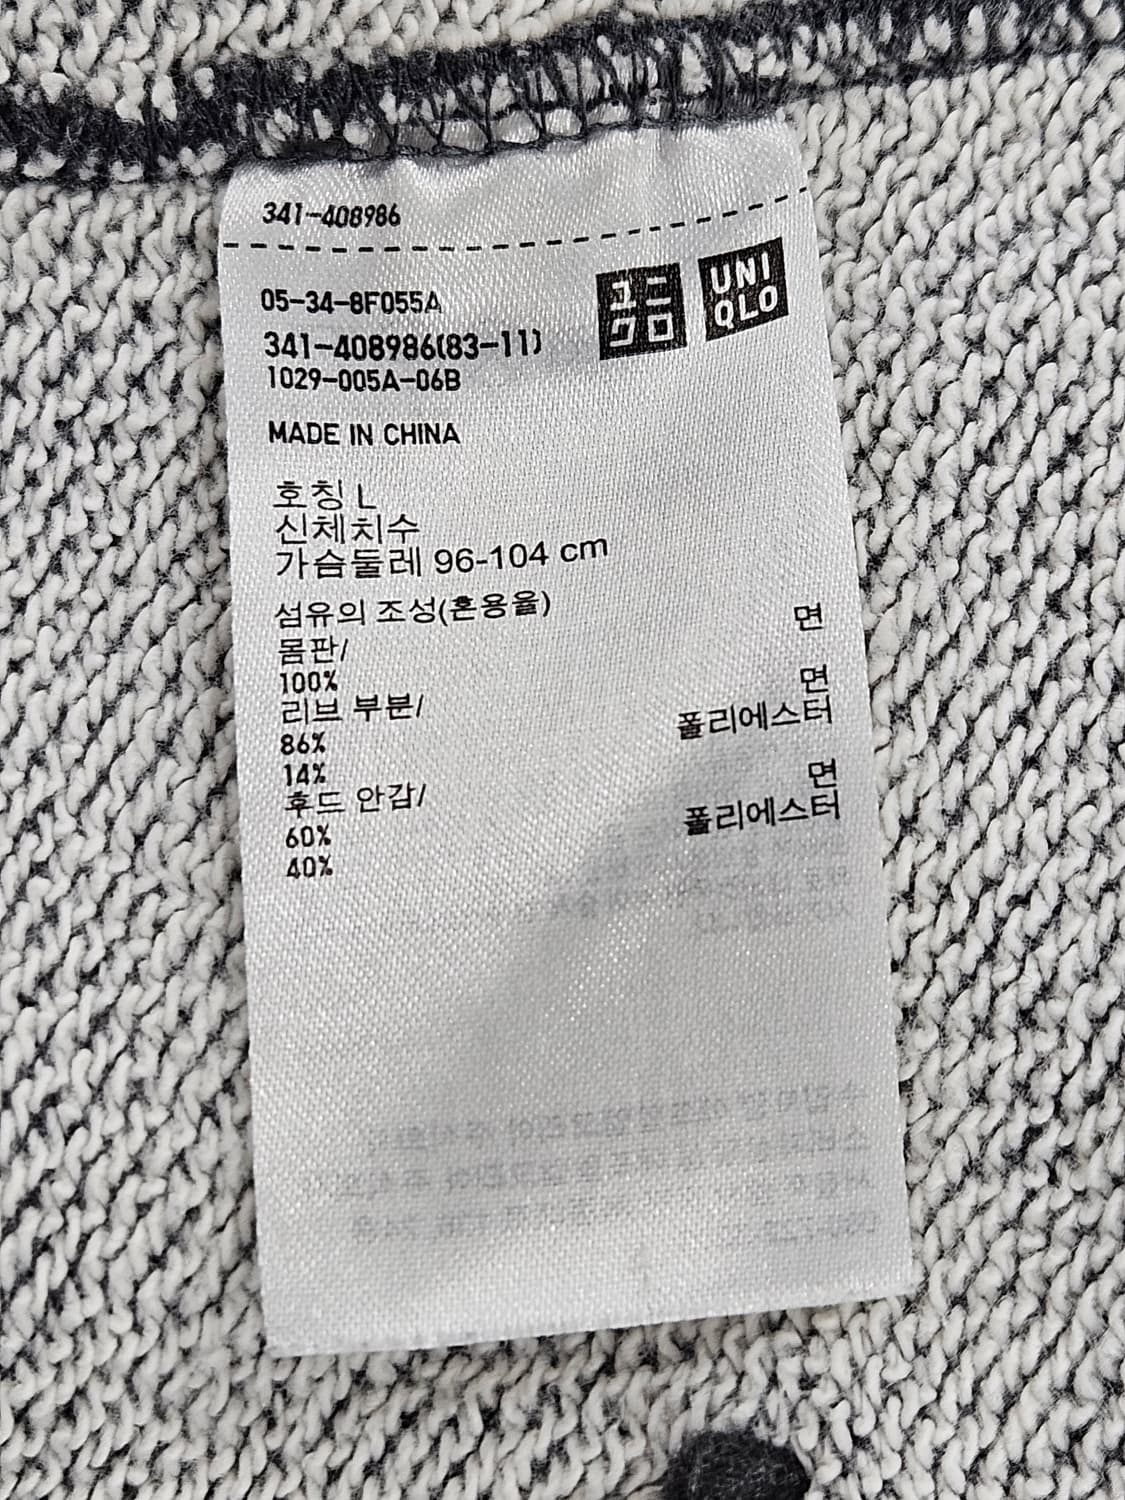 341-408986
05-34-8F055A
341-408986(83-11)
1029-005A-06B
ユニ
クロ
UNI
QLO
MADE IN CHINA
호칭 L
신체치수
가슴둘레 96-104 cm
섬유의 조성(혼용율)
몸판/ 면
100%
리브 부분/ 면
86% 폴리에스터
14%
후드 안감/ 면
60% 폴리에스터
40%